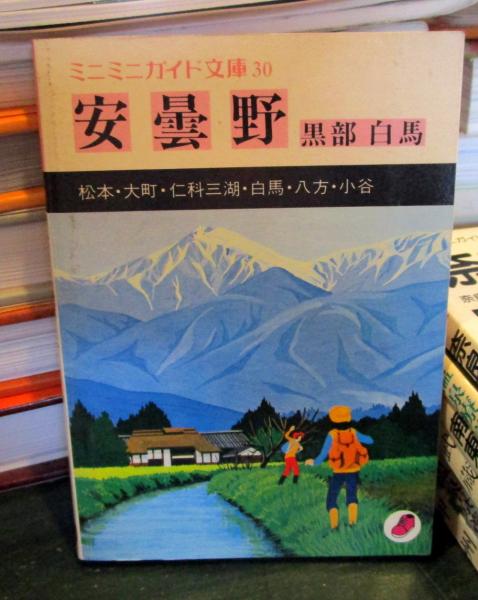 ミニミニガイド文庫30
安曇野 黒部 白馬
松本・大町・仁科三湖・白馬・八方・小谷